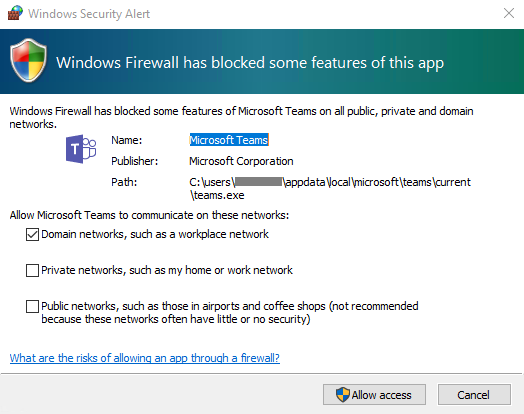 Windows Security Alert
Windows Firewall has blocked some features of this app
Windows Firewall has blocked some features of Microsoft Teams on all public, private and domain
networks.
Name: Microsoft Teams
Publisher: Microsoft Corporation
Path: C:\users\ \appdata\local\microsoft\teams\current
\teams.exe
Allow Microsoft Teams to communicate on these networks:
Domain networks, such as a workplace network
Private networks, such as my home or work network
Public networks, such as those in airports and coffee shops (not recommended
because these networks often have little or no security)
What are the risks of allowing an app through a firewall?
Allow access Cancel